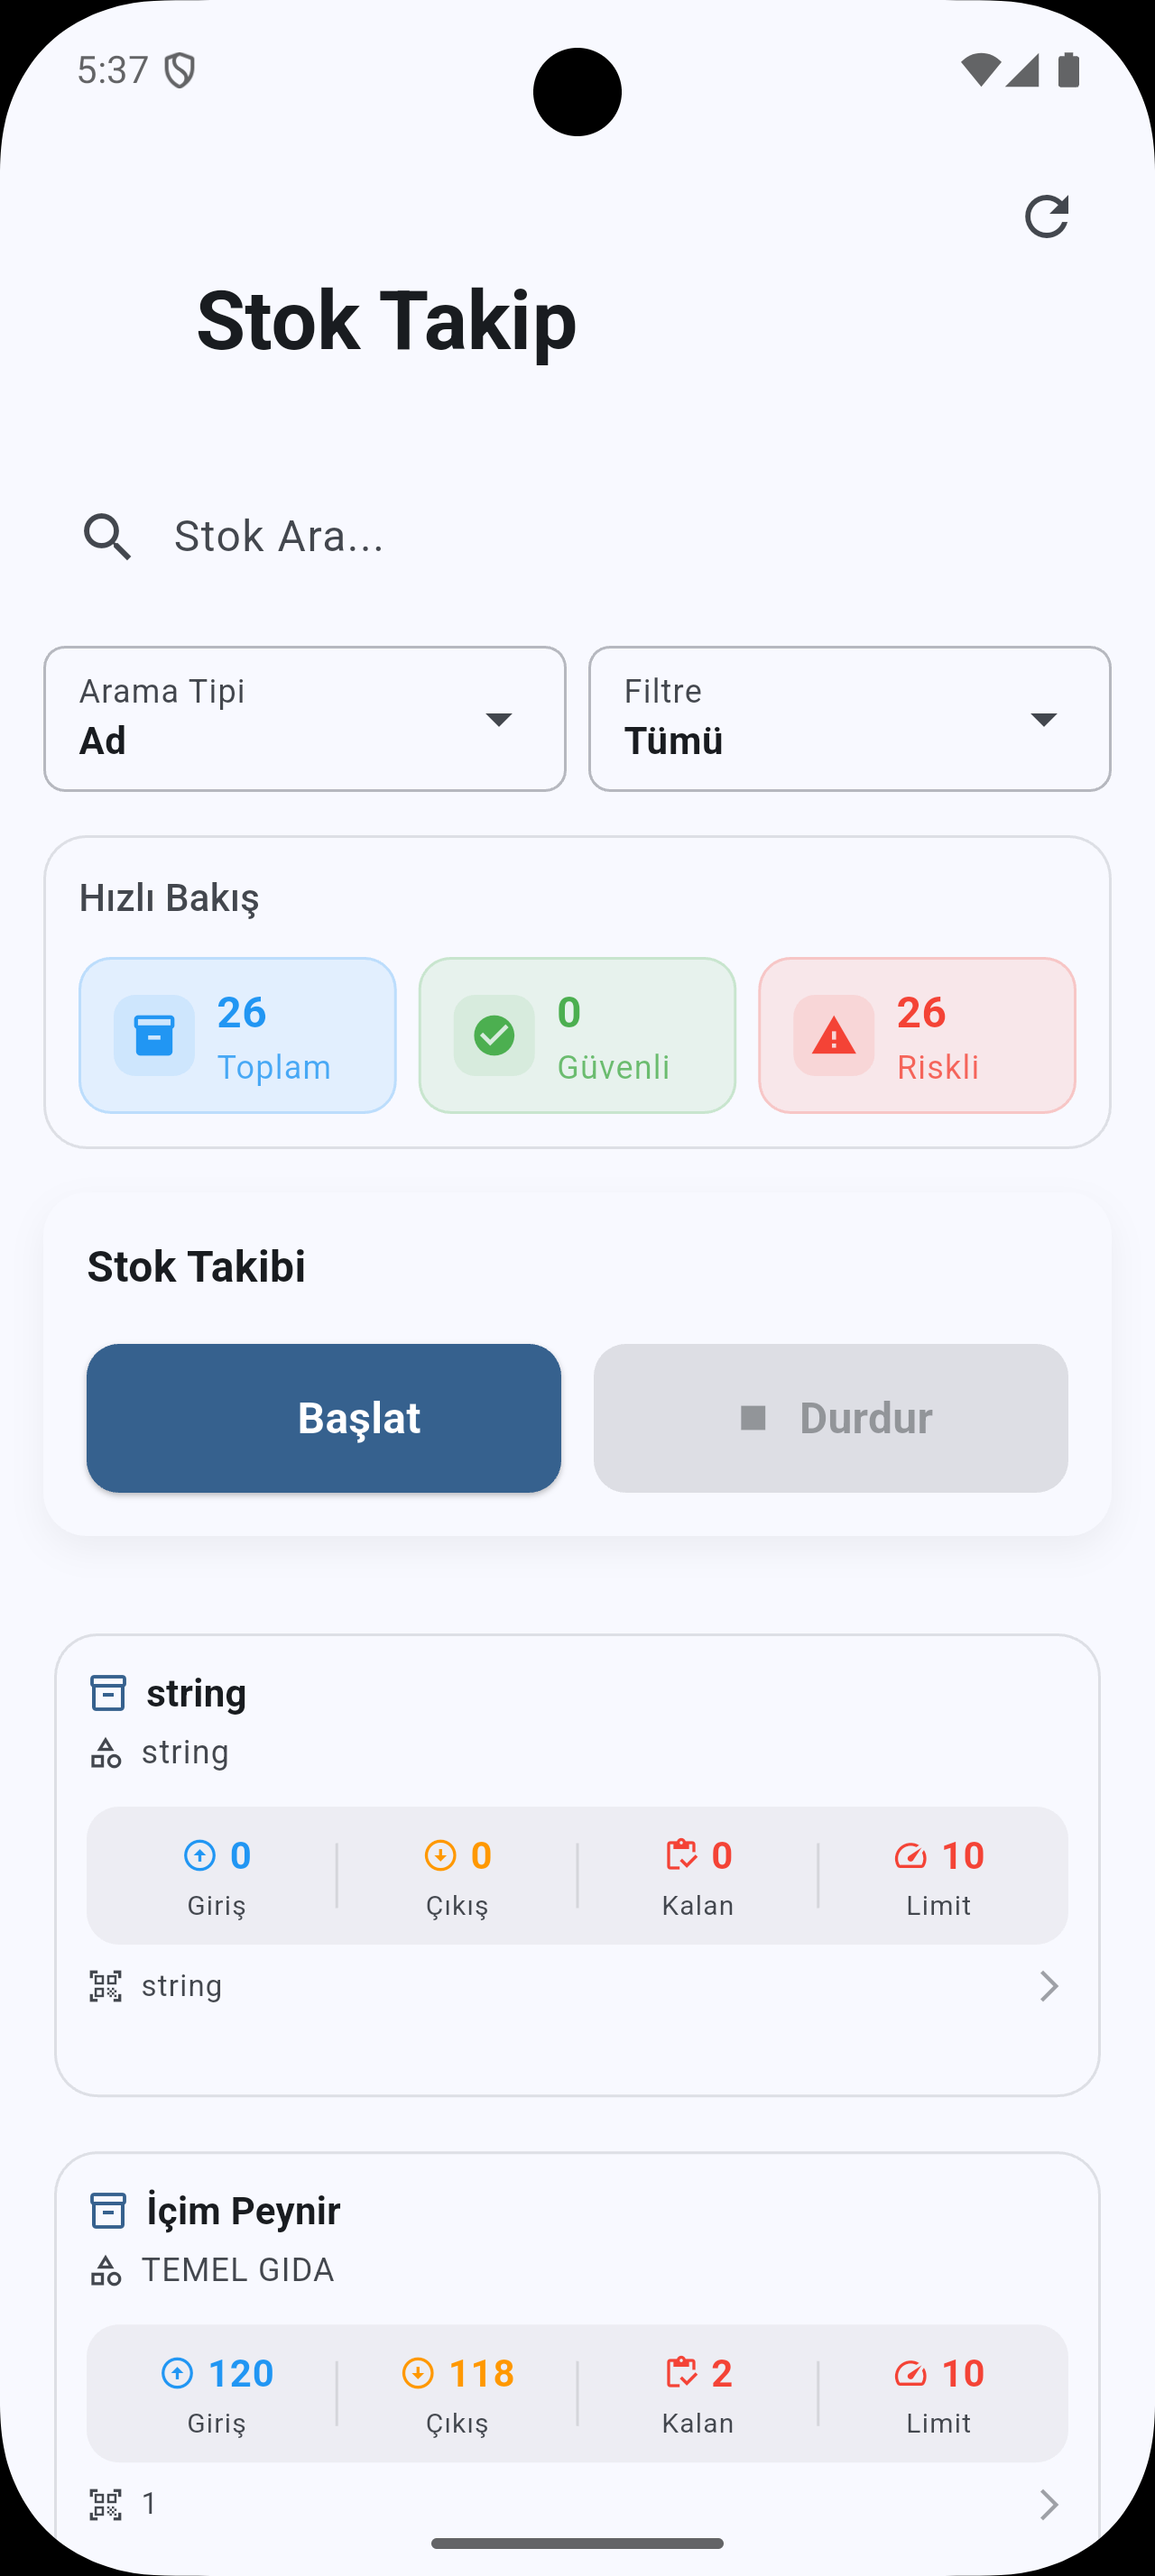 5:37
Stok Takip
Stok Ara...
Arama Tipi
Ad
Filtre
Tümü
Hızlı Bakış
26
Toplam
0
Güvenli
26
Riskli
Stok Takibi
Başlat
Durdur
string
string
0
Giriş
0
Çıkış
0
Kalan
10
Limit
string
İçim Peynir
TEMEL GIDA
120
Giriş
118
Çıkış
2
Kalan
10
Limit
1